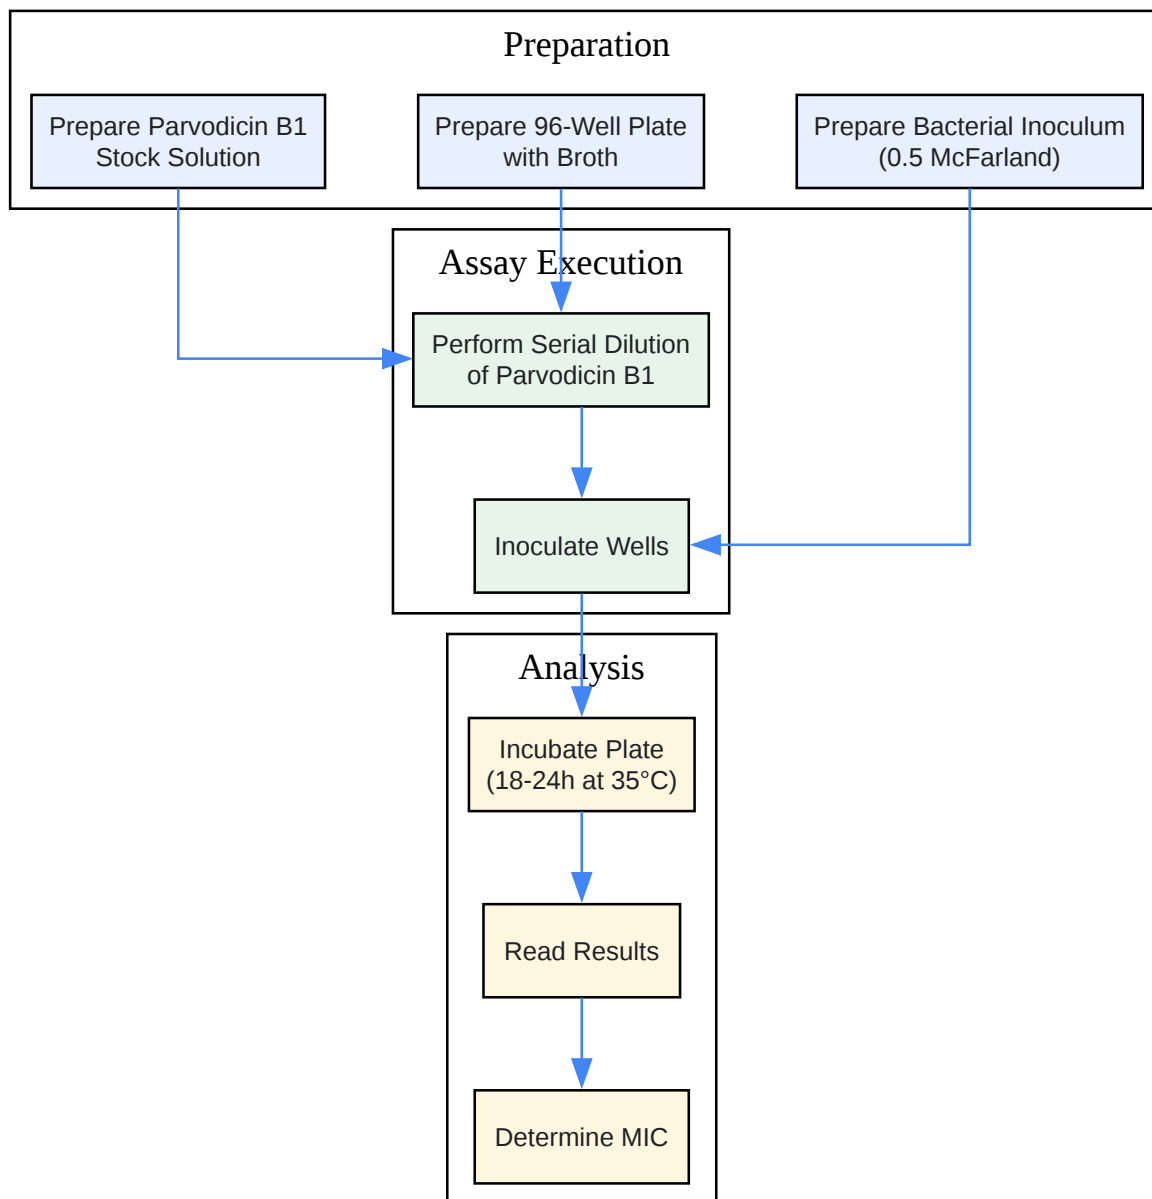 Preparation
Prepare Parvodicin B1
Stock Solution
Prepare 96-Well Plate
with Broth
Prepare Bacterial Inoculum
(0.5 McFarland)
Assay Execution
Perform Serial Dilution
of Parvodicin B1
Inoculate Wells
Analysis
Incubate Plate
(18-24h at 35°C)
Read Results
Determine MIC